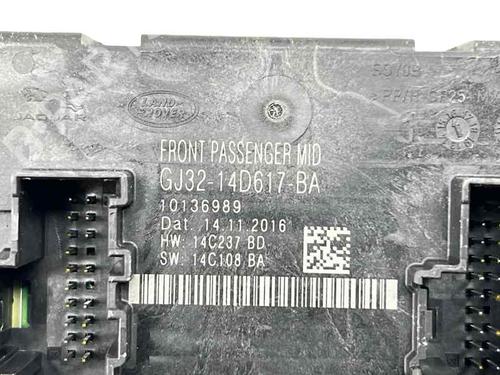 LAND
ROVER
JAGUAR
FRONT PASSENGER MID
GJ32-14D617-BA
10136989
Dat. 14.11.2016
HW: 14C237 BD
SW: 14C108 BA